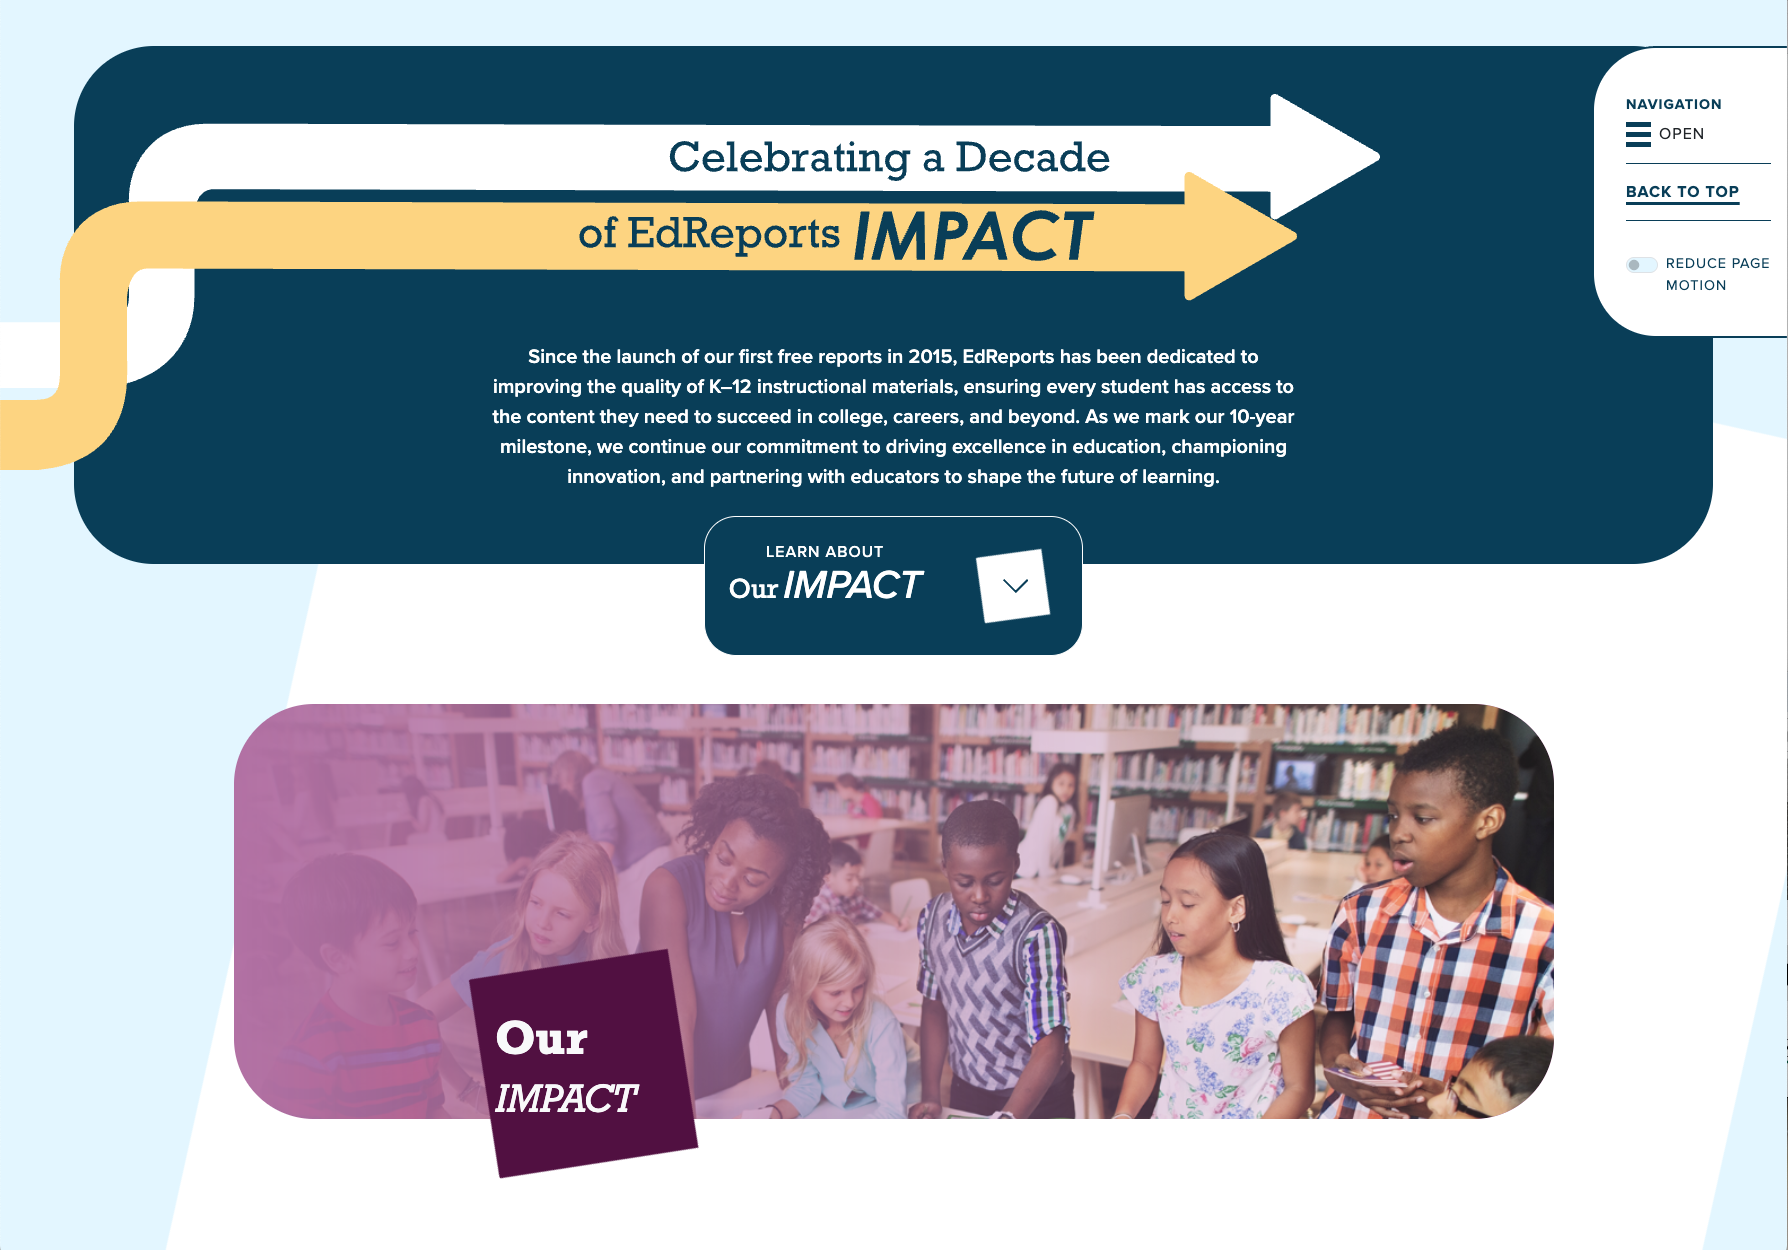 Celebrating a Decade
of EdReports IMPACT
NAVIGATION
OPEN
BACK TO TOP
REDUCE PAGE
MOTION
Since the launch of our first free reports in 2015, EdReports has been dedicated to
improving the quality of K–12 instructional materials, ensuring every student has access to
the content they need to succeed in college, careers, and beyond. As we mark our 10-year
milestone, we continue our commitment to driving excellence in education, championing
innovation, and partnering with educators to shape the future of learning.
LEARN ABOUT
Our IMPACT
Our
IMPACT